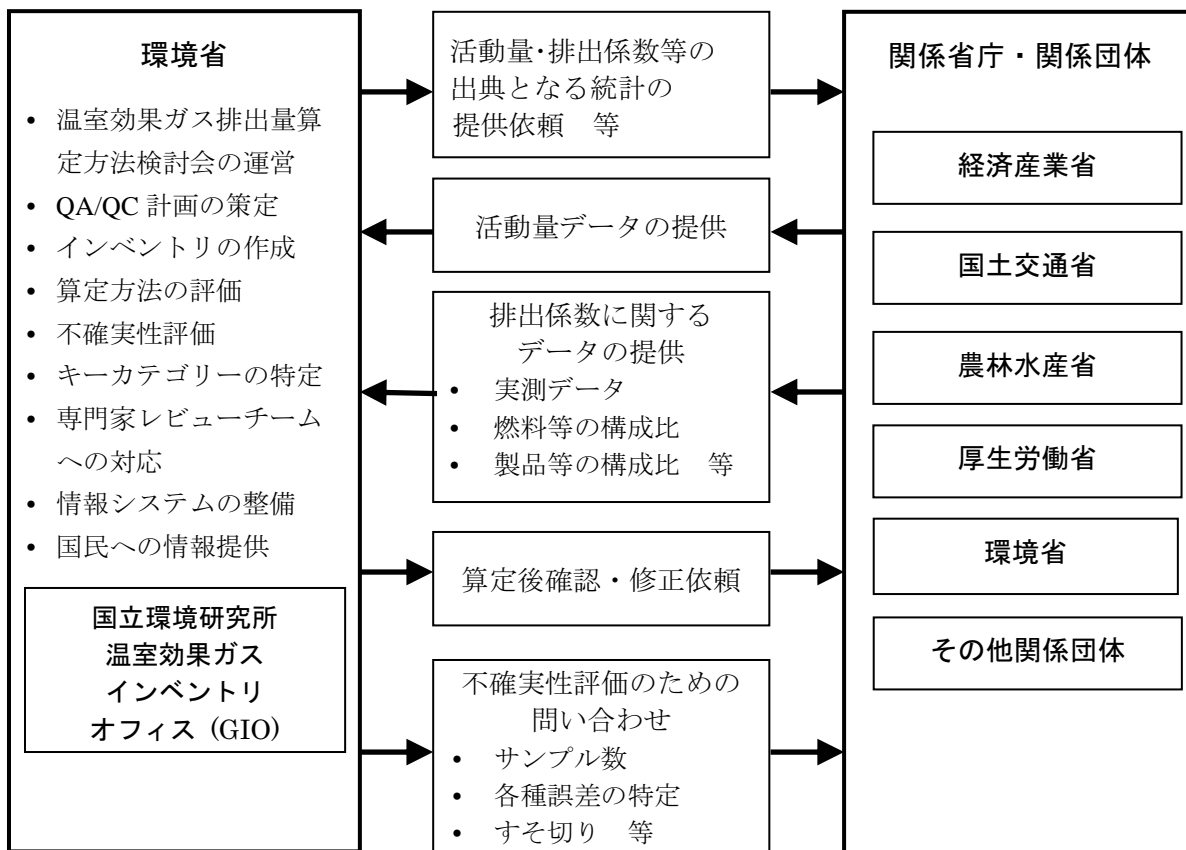 環境省
• 温室効果ガス排出量算
定方法検討会の運営
• QA/QC 計画の策定
• インベントリの作成
• 算定方法の評価
• 不確実性評価
• キーカテゴリーの特定
• 専門家レビューチーム
への対応
• 情報システムの整備
• 国民への情報提供
国立環境研究所
温室効果ガス
インベントリ
オフィス (GIO)
活動量･排出係数等の
出典となる統計の
提供依頼　等
活動量データの提供
排出係数に関する
データの提供
• 実測データ
• 燃料等の構成比
• 製品等の構成比　等
算定後確認・修正依頼
不確実性評価のための
問い合わせ
• サンプル数
• 各種誤差の特定
• すそ切り　等
関係省庁・関係団体
経済産業省
国土交通省
農林水産省
厚生労働省
環境省
その他関係団体